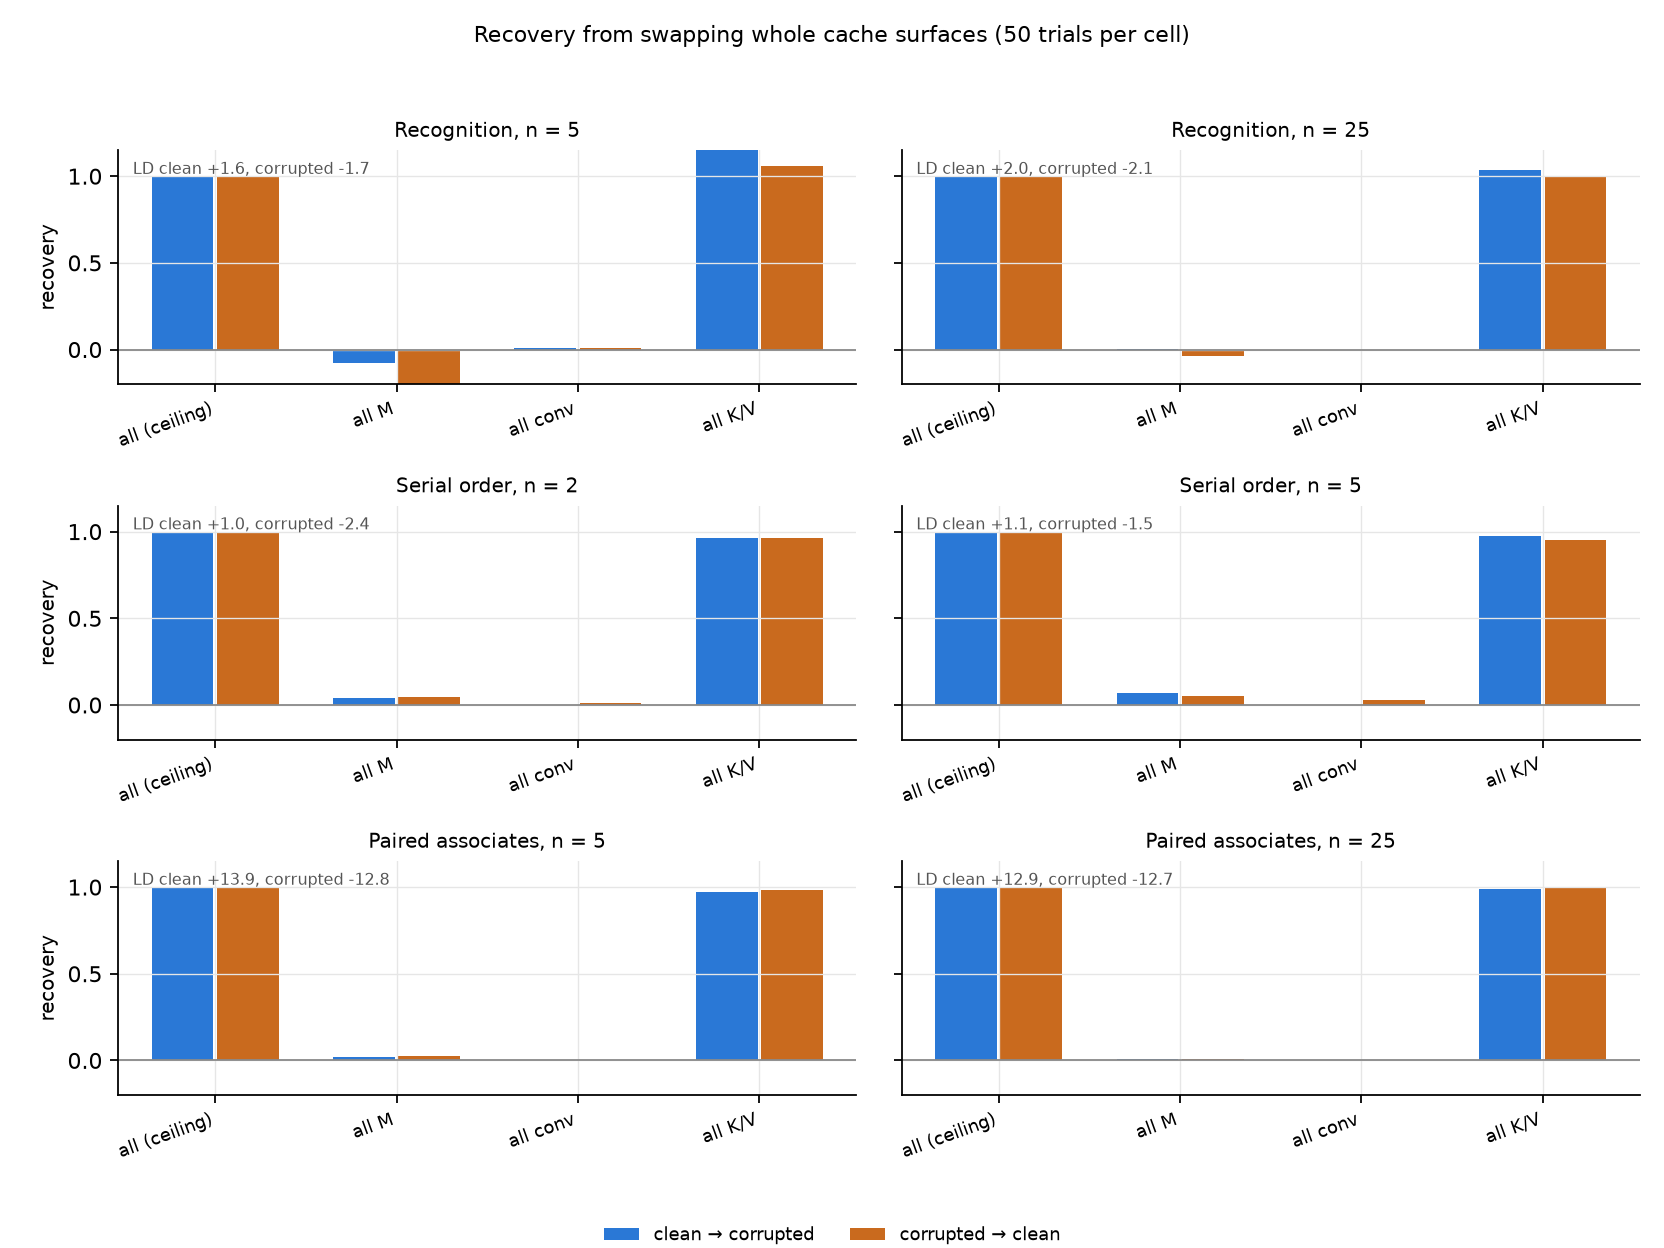 Recovery from swapping whole cache surfaces (50 trials per cell)
Recognition, n = 5
LD clean +1.6, corrupted -1.7
recovery
1.0
0.5
0.0
all (ceiling)
all M
all conv
all K/V
Recognition, n = 25
LD clean +2.0, corrupted -2.1
all (ceiling)
all M
all conv
all K/V
Serial order, n = 2
LD clean +1.0, corrupted -2.4
recovery
1.0
0.5
0.0
all (ceiling)
all M
all conv
all K/V
Serial order, n = 5
LD clean +1.1, corrupted -1.5
all (ceiling)
all M
all conv
all K/V
Paired associates, n = 5
LD clean +13.9, corrupted -12.8
recovery
1.0
0.5
0.0
all (ceiling)
all M
all conv
all K/V
Paired associates, n = 25
LD clean +12.9, corrupted -12.7
all (ceiling)
all M
all conv
all K/V
clean → corrupted
corrupted → clean